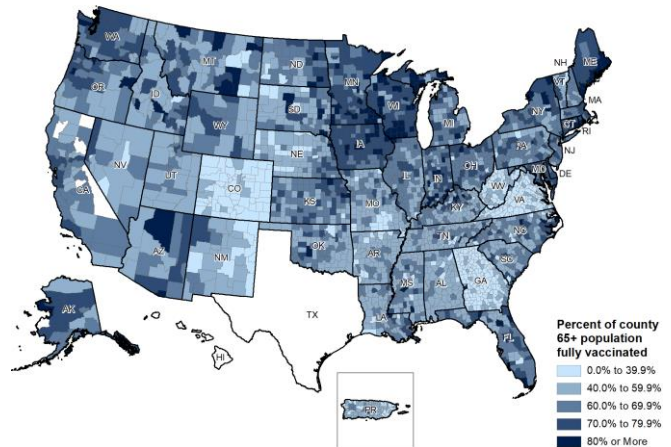 WA
MT
ND
MN
OR
ID
SD
WI
WY
MI
NH
VT
ME
NY
MA
CT
RI
NE
IA
PA
NJ
NV
UT
CO
IL
IN
OH
MD
DE
CA
KS
MO
KY
WV
VA
AZ
NM
OK
AR
TN
NC
SC
MS
AL
GA
TX
LA
FL
AK
HI
PR
Percent of county
65+ population
fully vaccinated
0.0% to 39.9%
40.0% to 59.9%
60.0% to 69.9%
70.0% to 79.9%
80% or More